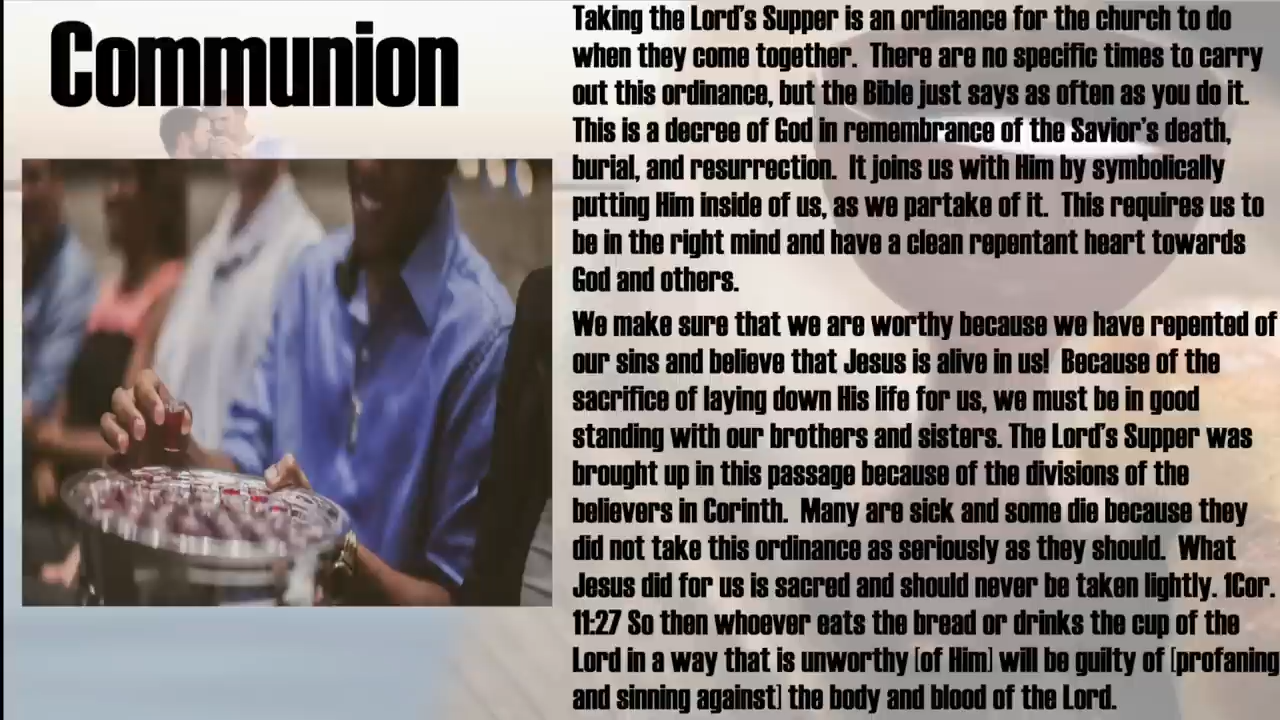 Communion
Taking the Lord's Supper is an ordinance for the church to do
when they come together. There are no specific times to carry
out this ordinance, but the Bible just says as often as you do it.
This is a decree of God in remembrance of the Savior's death,
burial, and resurrection. It joins us with Him by symbolically
putting Him inside of us, as we partake of it. This requires us to
be in the right mind and have a clean repentant heart towards
God and others.
We make sure that we are worthy because we have repented of
our sins and believe that Jesus is alive in us! Because of the
sacrifice of laying down His life for us, we must be in good
standing with our brothers and sisters. The Lord's Supper was
brought up in this passage because of the divisions of the
believers in Corinth. Many are sick and some die because they
did not take this ordinance as seriously as they should. What
Jesus did for us is sacred and should never be taken lightly. 1Cor.
11:27 So then whoever eats the bread or drinks the cup of the
Lord in a way that is unworthy [of Him] will be guilty of [profaning
and sinning against] the body and blood of the Lord.